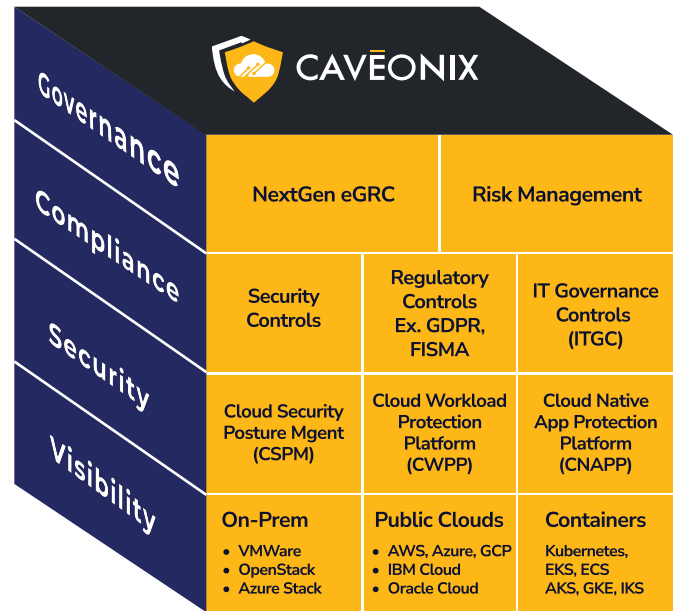 CAVĒONIX
Governance
NextGen eGRC
Risk Management
Compliance
Security
Controls
Regulatory
Controls
Ex. GDPR,
FISMA
IT Governance
Controls
(ITGC)
Security
Cloud Security
Posture Mgent
(CSPM)
Cloud Workload
Protection
Platform
(CWPP)
Cloud Native
App Protection
Platform
(CNAPP)
Visibility
On-Prem
• VMWare
• OpenStack
• Azure Stack
Public Clouds
• AWS, Azure, GCP
• IBM Cloud
• Oracle Cloud
Containers
Kubernetes,
EKS, ECS
AKS, GKE, IKS